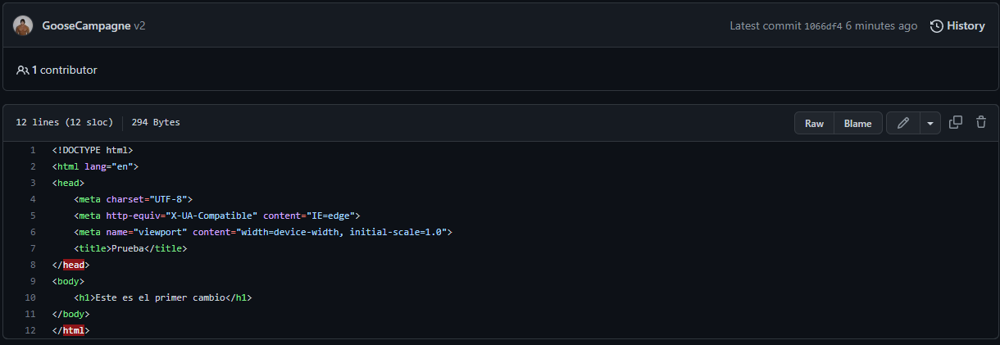 GooseCampagne v2
Latest commit 1066df4 6 minutes ago History
1 contributor
12 lines (12 sloc) 294 Bytes
Raw Blame
1 <!DOCTYPE html>
2 <html lang="en">
3 <head>
4 <meta charset="UTF-8">
5 <meta http-equiv="X-UA-Compatible" content="IE=edge">
6 <meta name="viewport" content="width=device-width, initial-scale=1.0">
7 <title>Prueba</title>
8 </head>
9 <body>
10 <h1>Este es el primer cambio</h1>
11 </body>
12 </html>